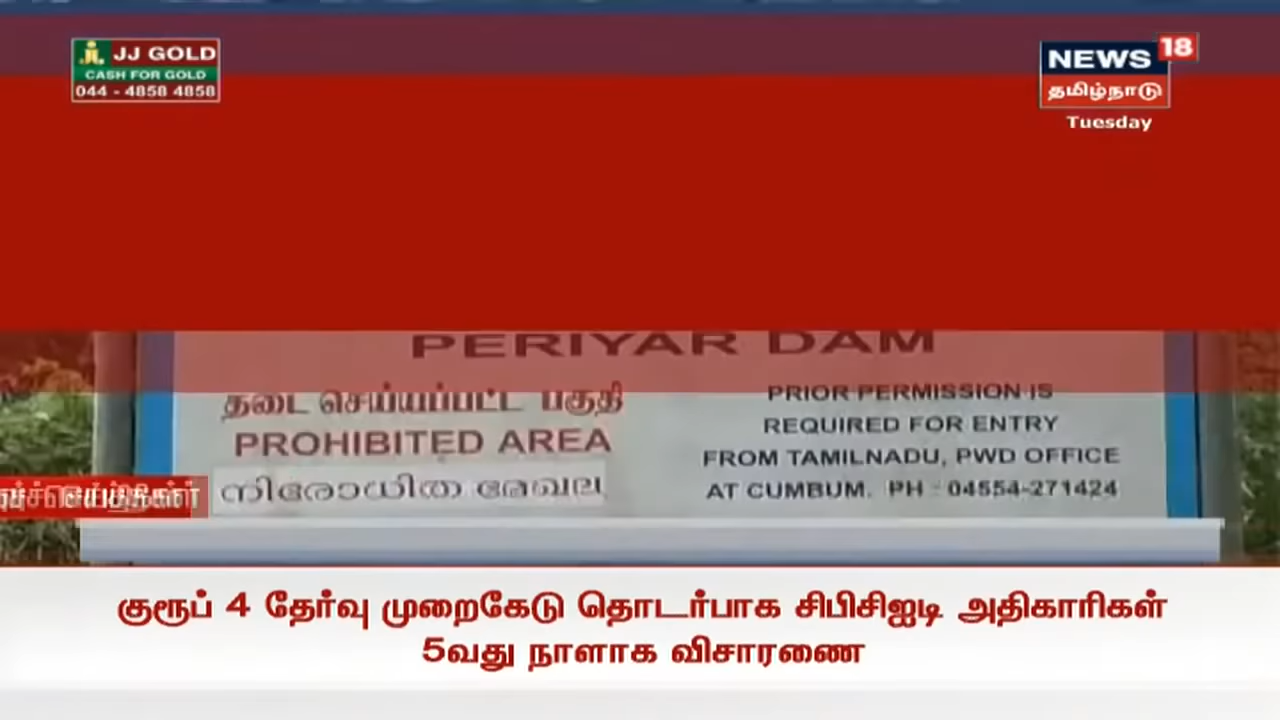 JJ GOLD
CASH FOR GOLD
044 - 4858 4858
NEWS 18
தமிழ்நாடு
Tuesday
PERIYAR DAM
தடை செய்யப்பட்ட பகுதி
PROHIBITED AREA
നിരോധിത മേഖല
PRIOR PERMISSION IS
REQUIRED FOR ENTRY
FROM TAMILNADU, PWD OFFICE
AT CUMBUM. PH : 04554-271424
குரூப் 4 தேர்வு முறைகேடு தொடர்பாக சிபிசிஐடி அதிகாரிகள்
5வது நாளாக விசாரணை